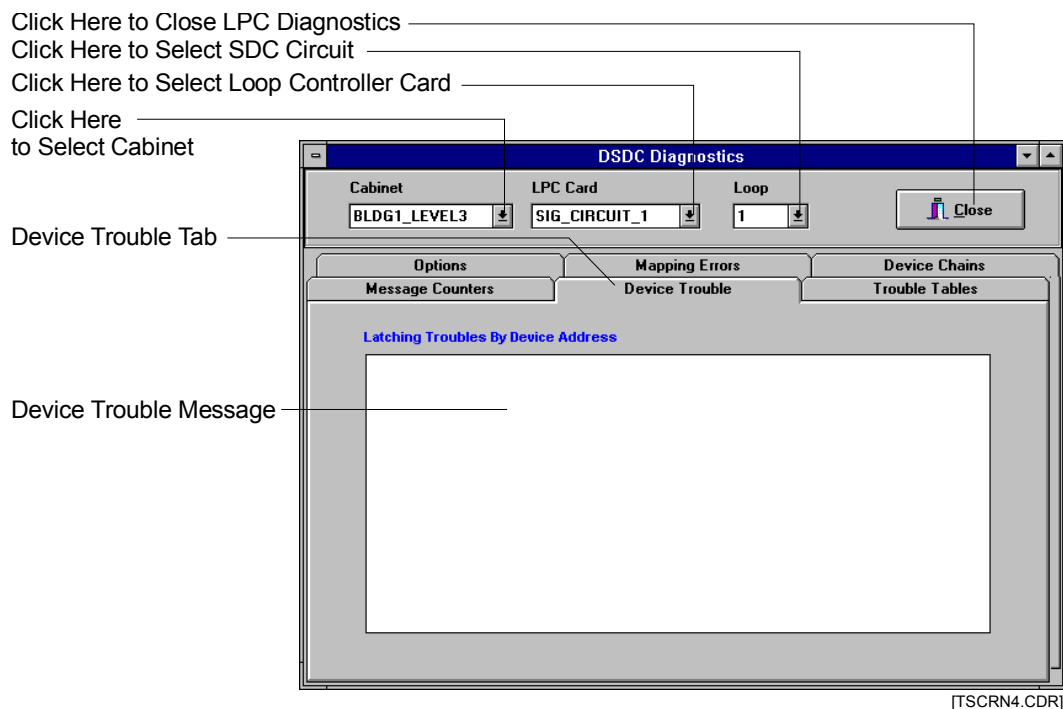 Click Here to Close LPC Diagnostics
Click Here to Select SDC Circuit
Click Here to Select Loop Controller Card
Click Here
to Select Cabinet
DSDC Diagnostics
Cabinet LPC Card Loop
BLDG1_LEVEL3 SIG_CIRCUIT_1 1 Close
Device Trouble Tab
Options Mapping Errors Device Chains
Message Counters Device Trouble Trouble Tables
Latching Troubles By Device Address
Device Trouble Message
[TSCRN4.CDR]